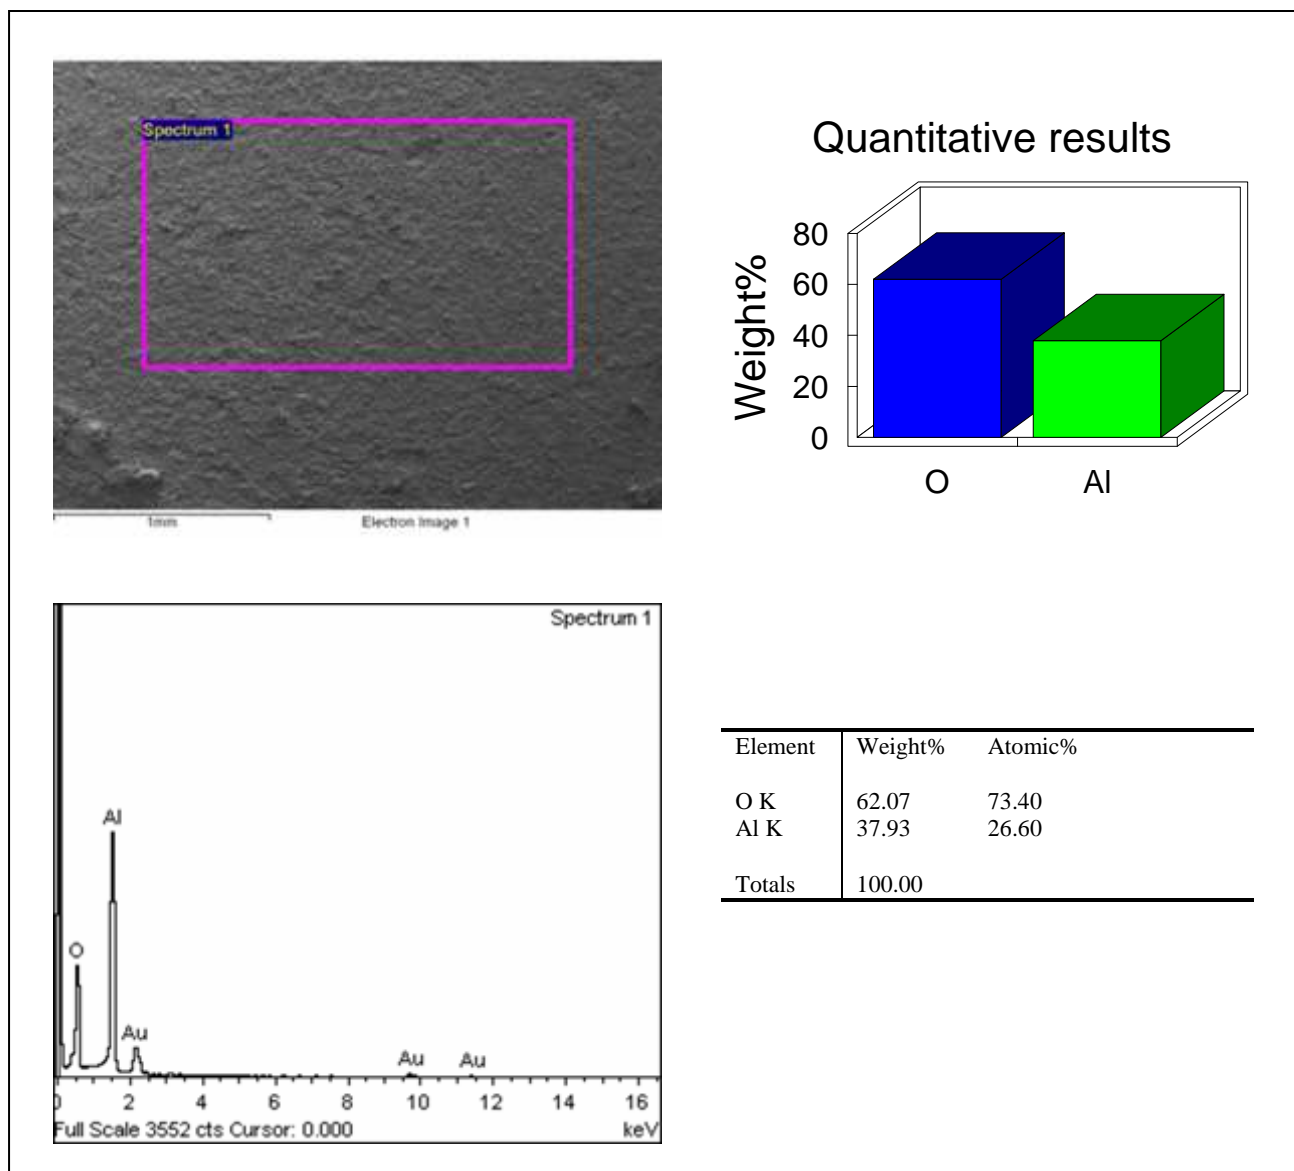 Spectrum 1
1mm
Electron Image 1
Quantitative results
Weight%
80
60
40
20
0
O
Al
Spectrum 1
Al
O
Au
Au
Au
0 2 4 6 8 10 12 14 16
Full Scale 3552 cts Cursor: 0.000 keV
Element Weight% Atomic%
O K 62.07 73.40
Al K 37.93 26.60
Totals 100.00